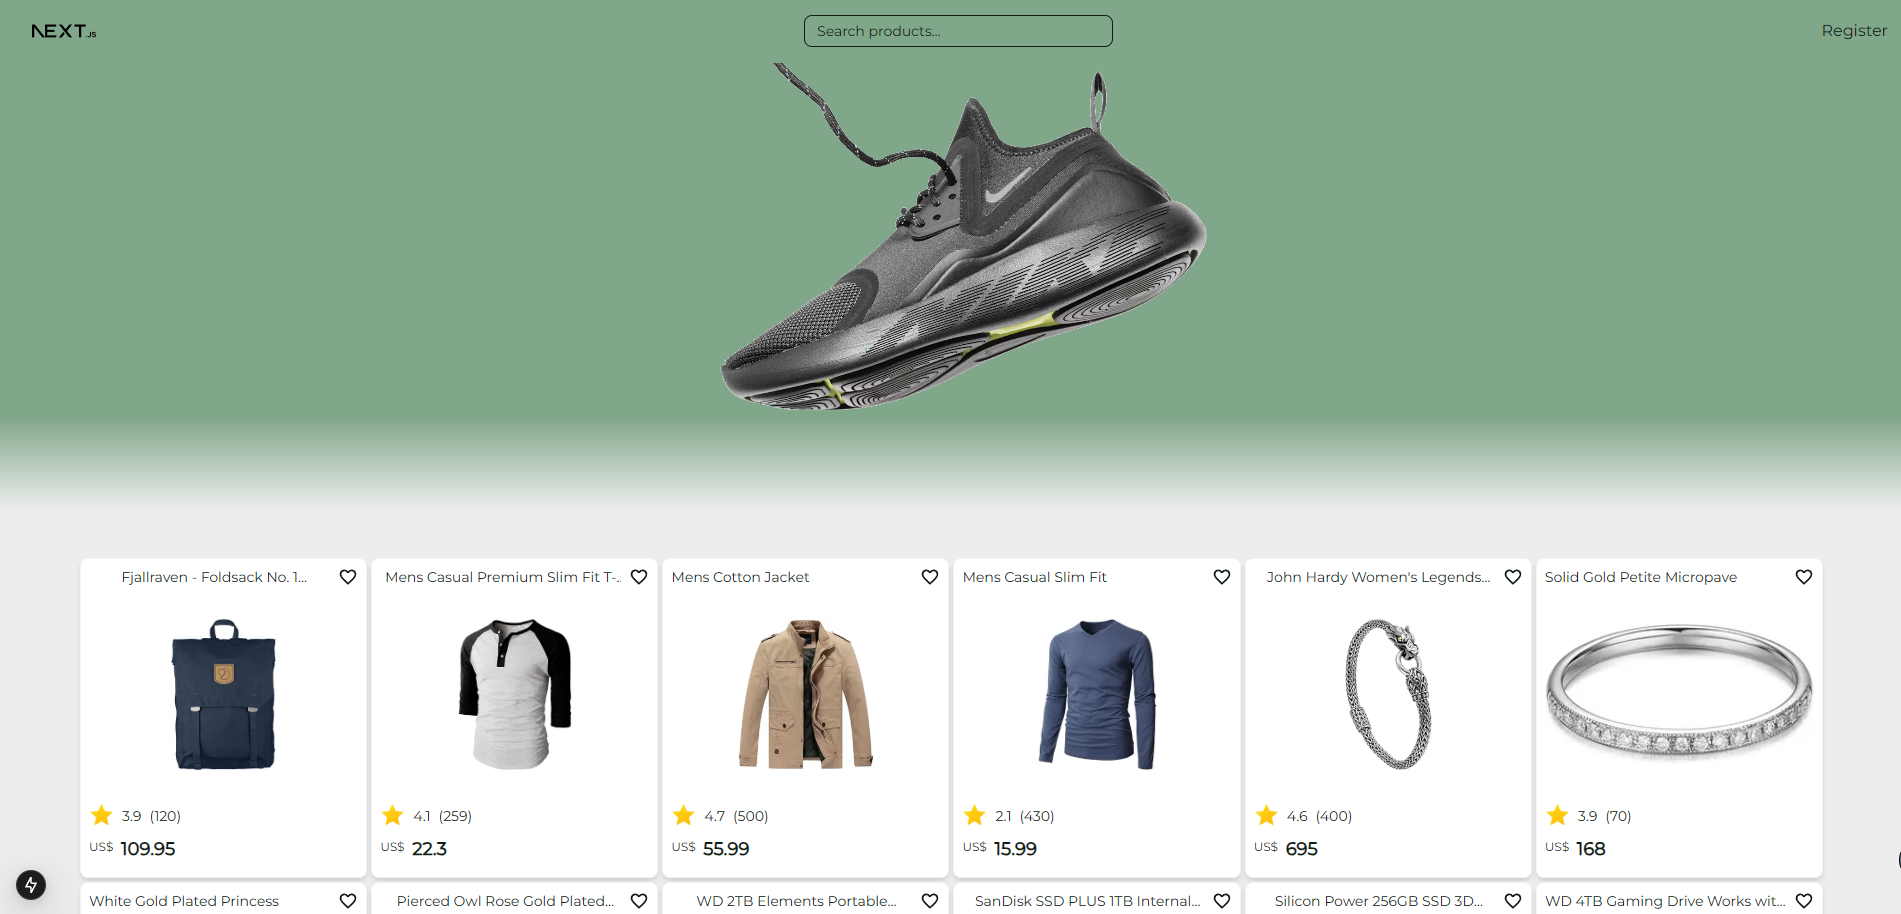 NEXT.JS
Search products...
Register
Fjallraven - Foldsack No. 1...
Mens Casual Premium Slim Fit T-..
Mens Cotton Jacket
Mens Casual Slim Fit
John Hardy Women's Legends...
Solid Gold Petite Micropave
3.9 (120)
4.1 (259)
4.7 (500)
2.1 (430)
4.6 (400)
3.9 (70)
US$ 109.95
US$ 22.3
US$ 55.99
US$ 15.99
US$ 695
US$ 168
White Gold Plated Princess
Pierced Owl Rose Gold Plated...
WD 2TB Elements Portable...
SanDisk SSD PLUS 1TB Internal...
Silicon Power 256GB SSD 3D...
WD 4TB Gaming Drive Works wit...